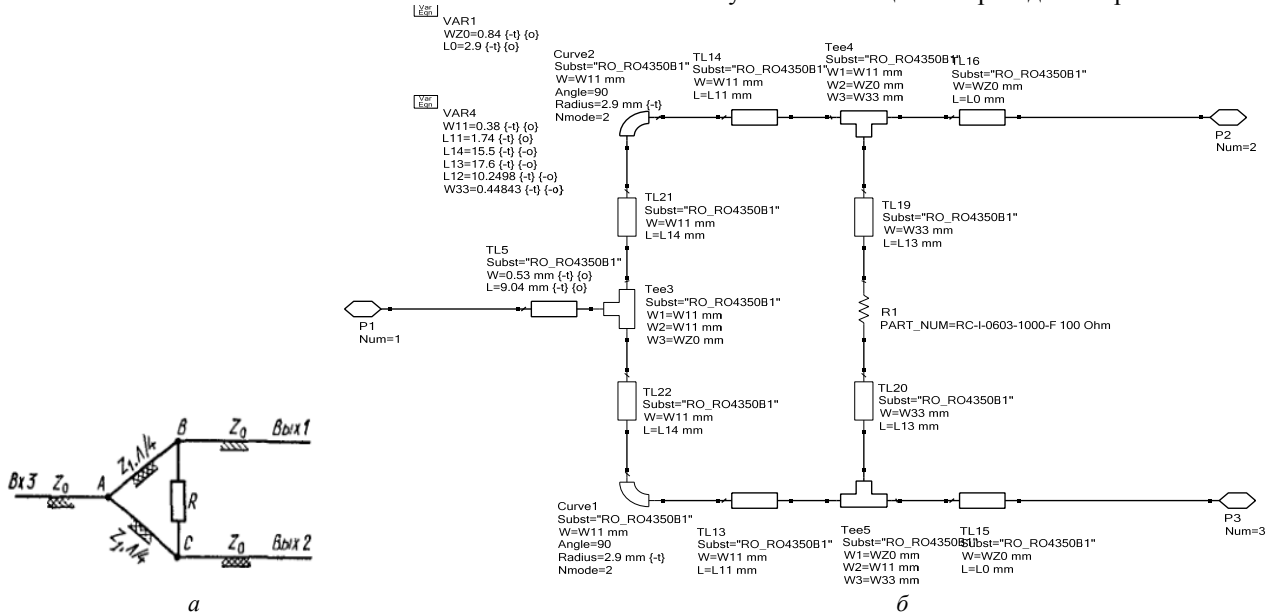 Var
Eqn
VAR1
WZ0=0.84 {-t} {o}
L0=2.9 {-t} {o}
Var
Eqn
VAR4
W11=0.38 {-t} {o}
L11=1.74 {-t} {o}
L14=15.5 {-t} {-o}
L13=17.6 {-t} {-o}
L12=10.2498 {-t} {-o}
W33=0.44843 {-t} {-o}
Curve2
Subst="RO_RO4350B1"
W=W11 mm
Angle=90
Radius=2.9 mm {-t}
Nmode=2
TL14
Subst="RO_RO4350B1"
W=W11 mm
L=L11 mm
Tee4
Subst="RO_RO4350B1"
W1=W11 mm
W2=WZ0 mm
W3=W33 mm
TL16
Subst="RO_RO4350B1"
W=WZ0 mm
L=L0 mm
P2
Num=2
TL21
Subst="RO_RO4350B1"
W=W11 mm
L=L14 mm
TL19
Subst="RO_RO4350B1"
W=W33 mm
L=L13 mm
TL5
Subst="RO_RO4350B1"
W=0.53 mm {-t} {o}
L=9.04 mm {-t} {o}
P1
Num=1
Tee3
Subst="RO_RO4350B1"
W1=W11 mm
W2=W11 mm
W3=WZ0 mm
R1
PART_NUM=RC-I-0603-1000-F 100 Ohm
TL22
Subst="RO_RO4350B1"
W=W11 mm
L=L14 mm
TL20
Subst="RO_RO4350B1"
W=W33 mm
L=L13 mm
Curve1
Subst="RO_RO4350B1"
W=W11 mm
Angle=90
Radius=2.9 mm {-t}
Nmode=2
TL13
Subst="RO_RO4350B1"
W=W11 mm
L=L11 mm
Tee5
Subst="RO_RO4350B1"
W1=WZ0 mm
W2=W11 mm
W3=W33 mm
TL15
Subst="RO_RO4350B1"
W=WZ0 mm
L=L0 mm
P3
Num=3
B
Z0
Вых1
Z1, Λ/4
Вх3
Z0
A
R
Z1, Λ/4
C
Z0
Вых2
а
б